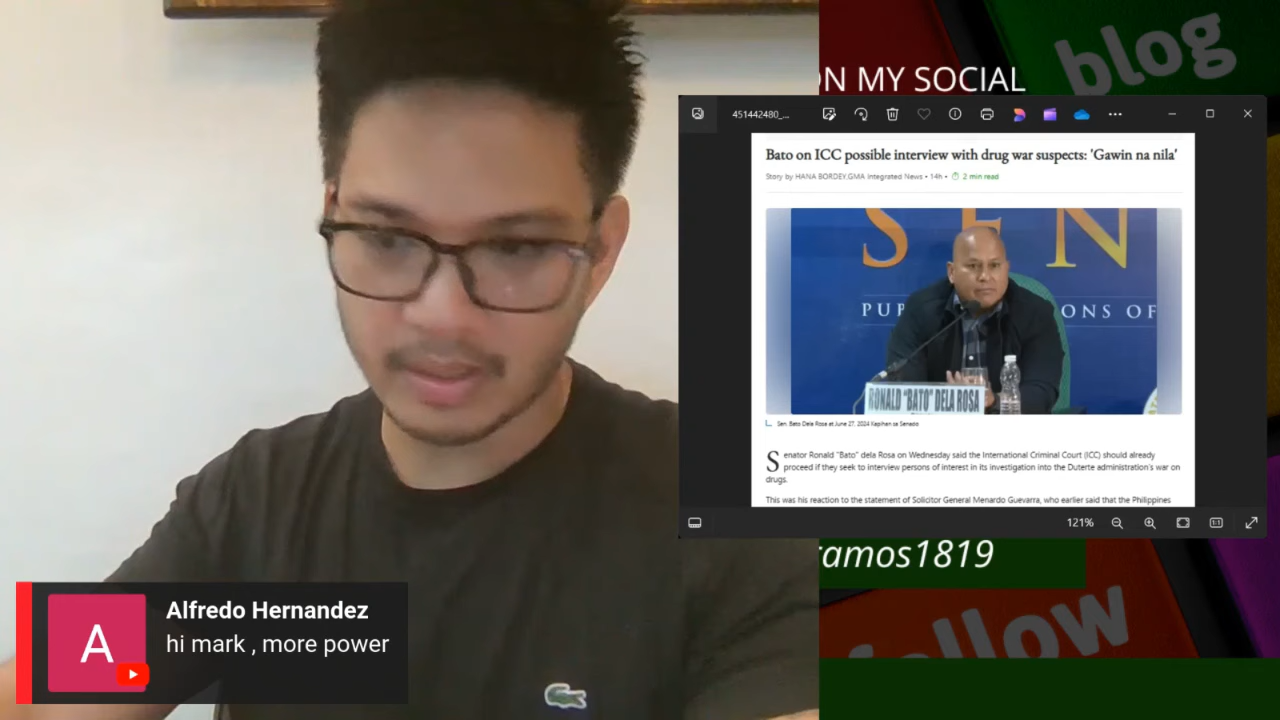 blog
ON MY SOCIAL
451442480_...
Bato on ICC possible interview with drug war suspects: 'Gawin na nila'
Story by HANA BORDEY,GMA Integrated News • 14h • 2 min read
SEN
PUB
ONS OF
RONALD "BATO" DELA ROSA
Sen. Bato Dela Rosa at June 27, 2024 Kapihan sa Senado
Senator Ronald "Bato" dela Rosa on Wednesday said the International Criminal Court (ICC) should already
proceed if they seek to interview persons of interest in its investigation into the Duterte administration's war on
drugs.
This was his reaction to the statement of Solicitor General Menardo Guevarra, who earlier said that the Philippines
121%
1:1
ramos1819
follow
A
Alfredo Hernandez
hi mark , more power